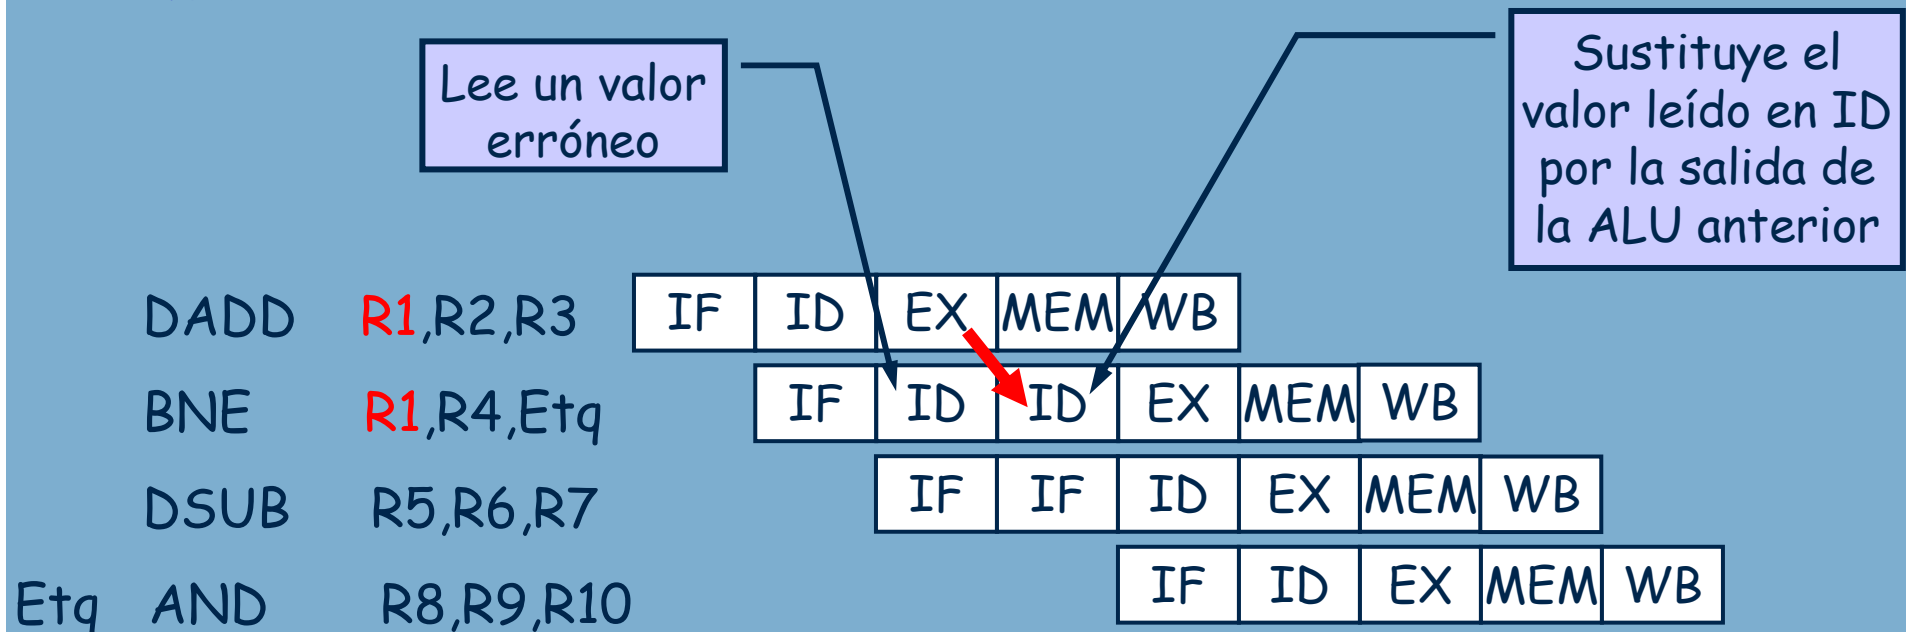 Lee un valor
erróneo
Sustituye el
valor leído en ID
por la salida de
la ALU anterior
DADD R1,R2,R3 IF ID EX MEM WB
BNE R1,R4,Etq IF ID ID EX MEM WB
DSUB R5,R6,R7 IF IF ID EX MEM WB
Etq AND R8,R9,R10 IF ID EX MEM WB